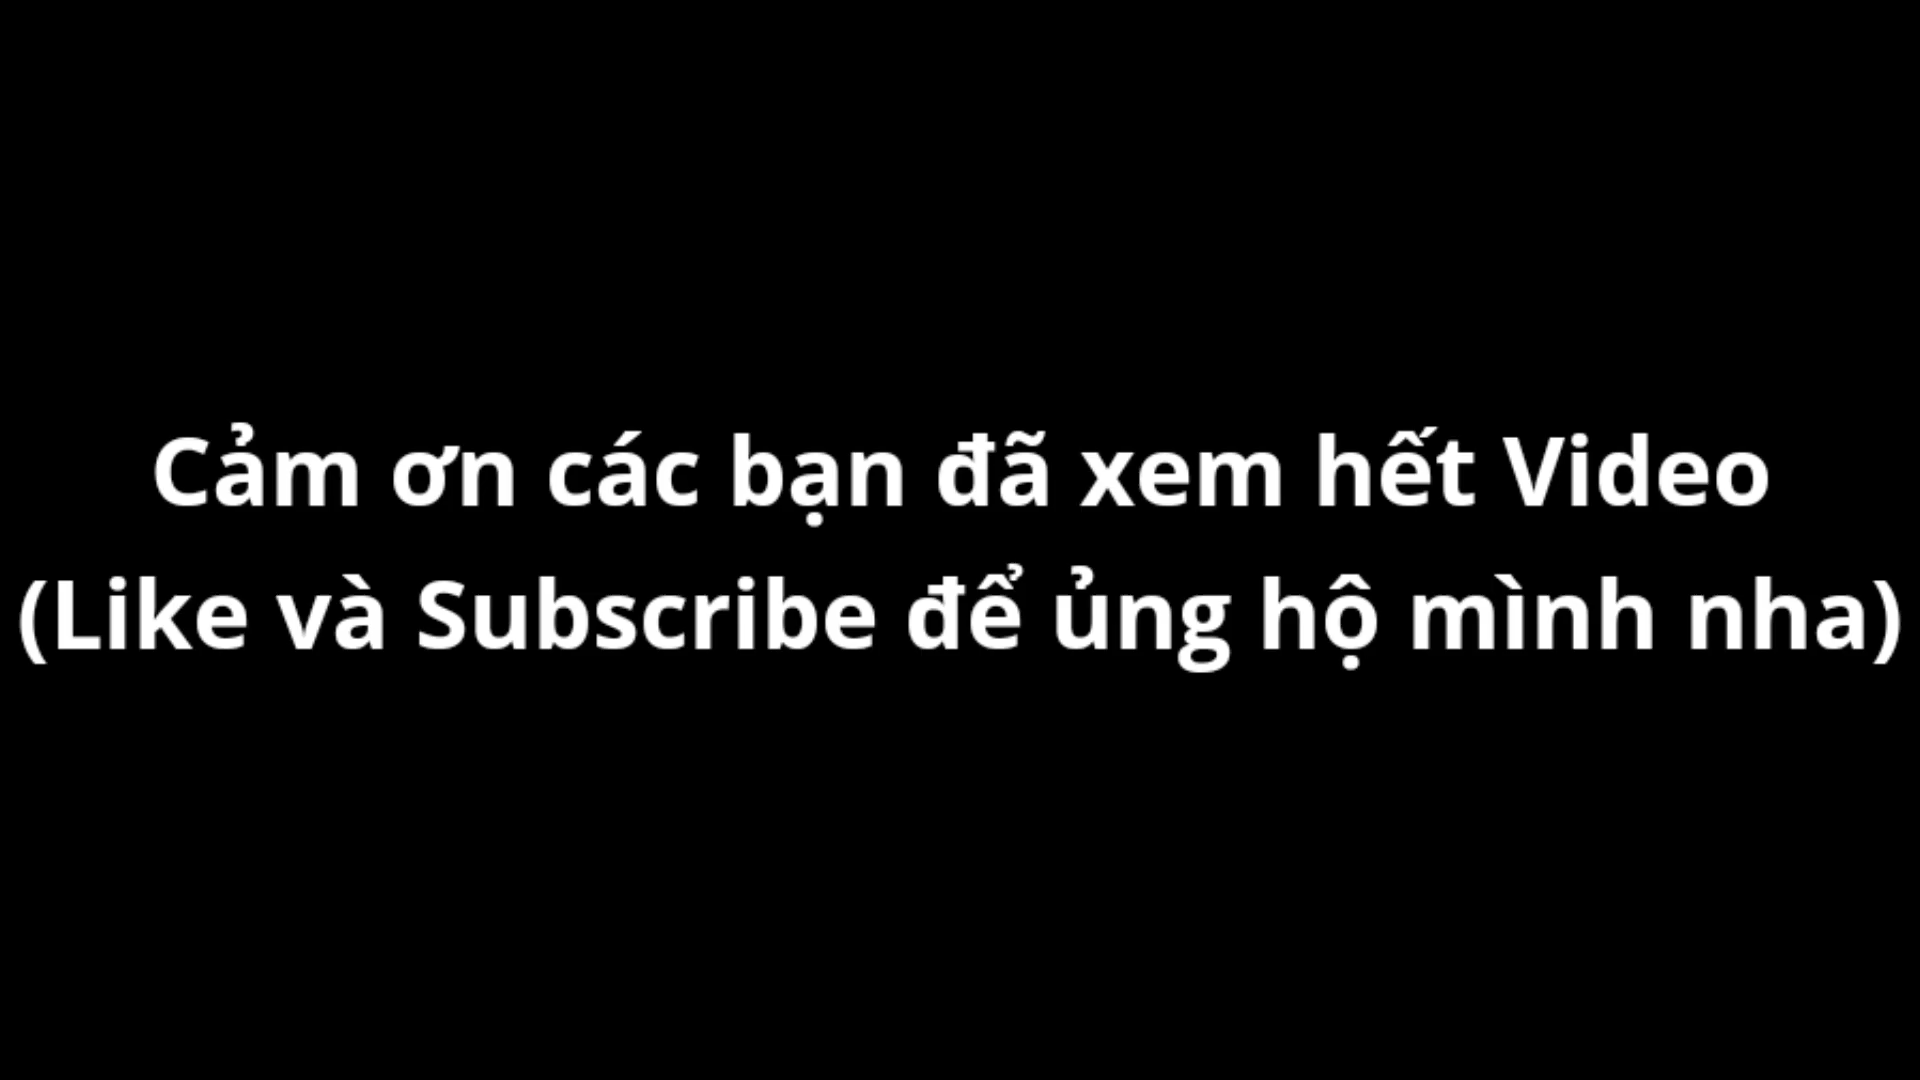 Cảm ơn các bạn đã xem hết Video
(Like và Subscribe để ủng hộ mình nha)